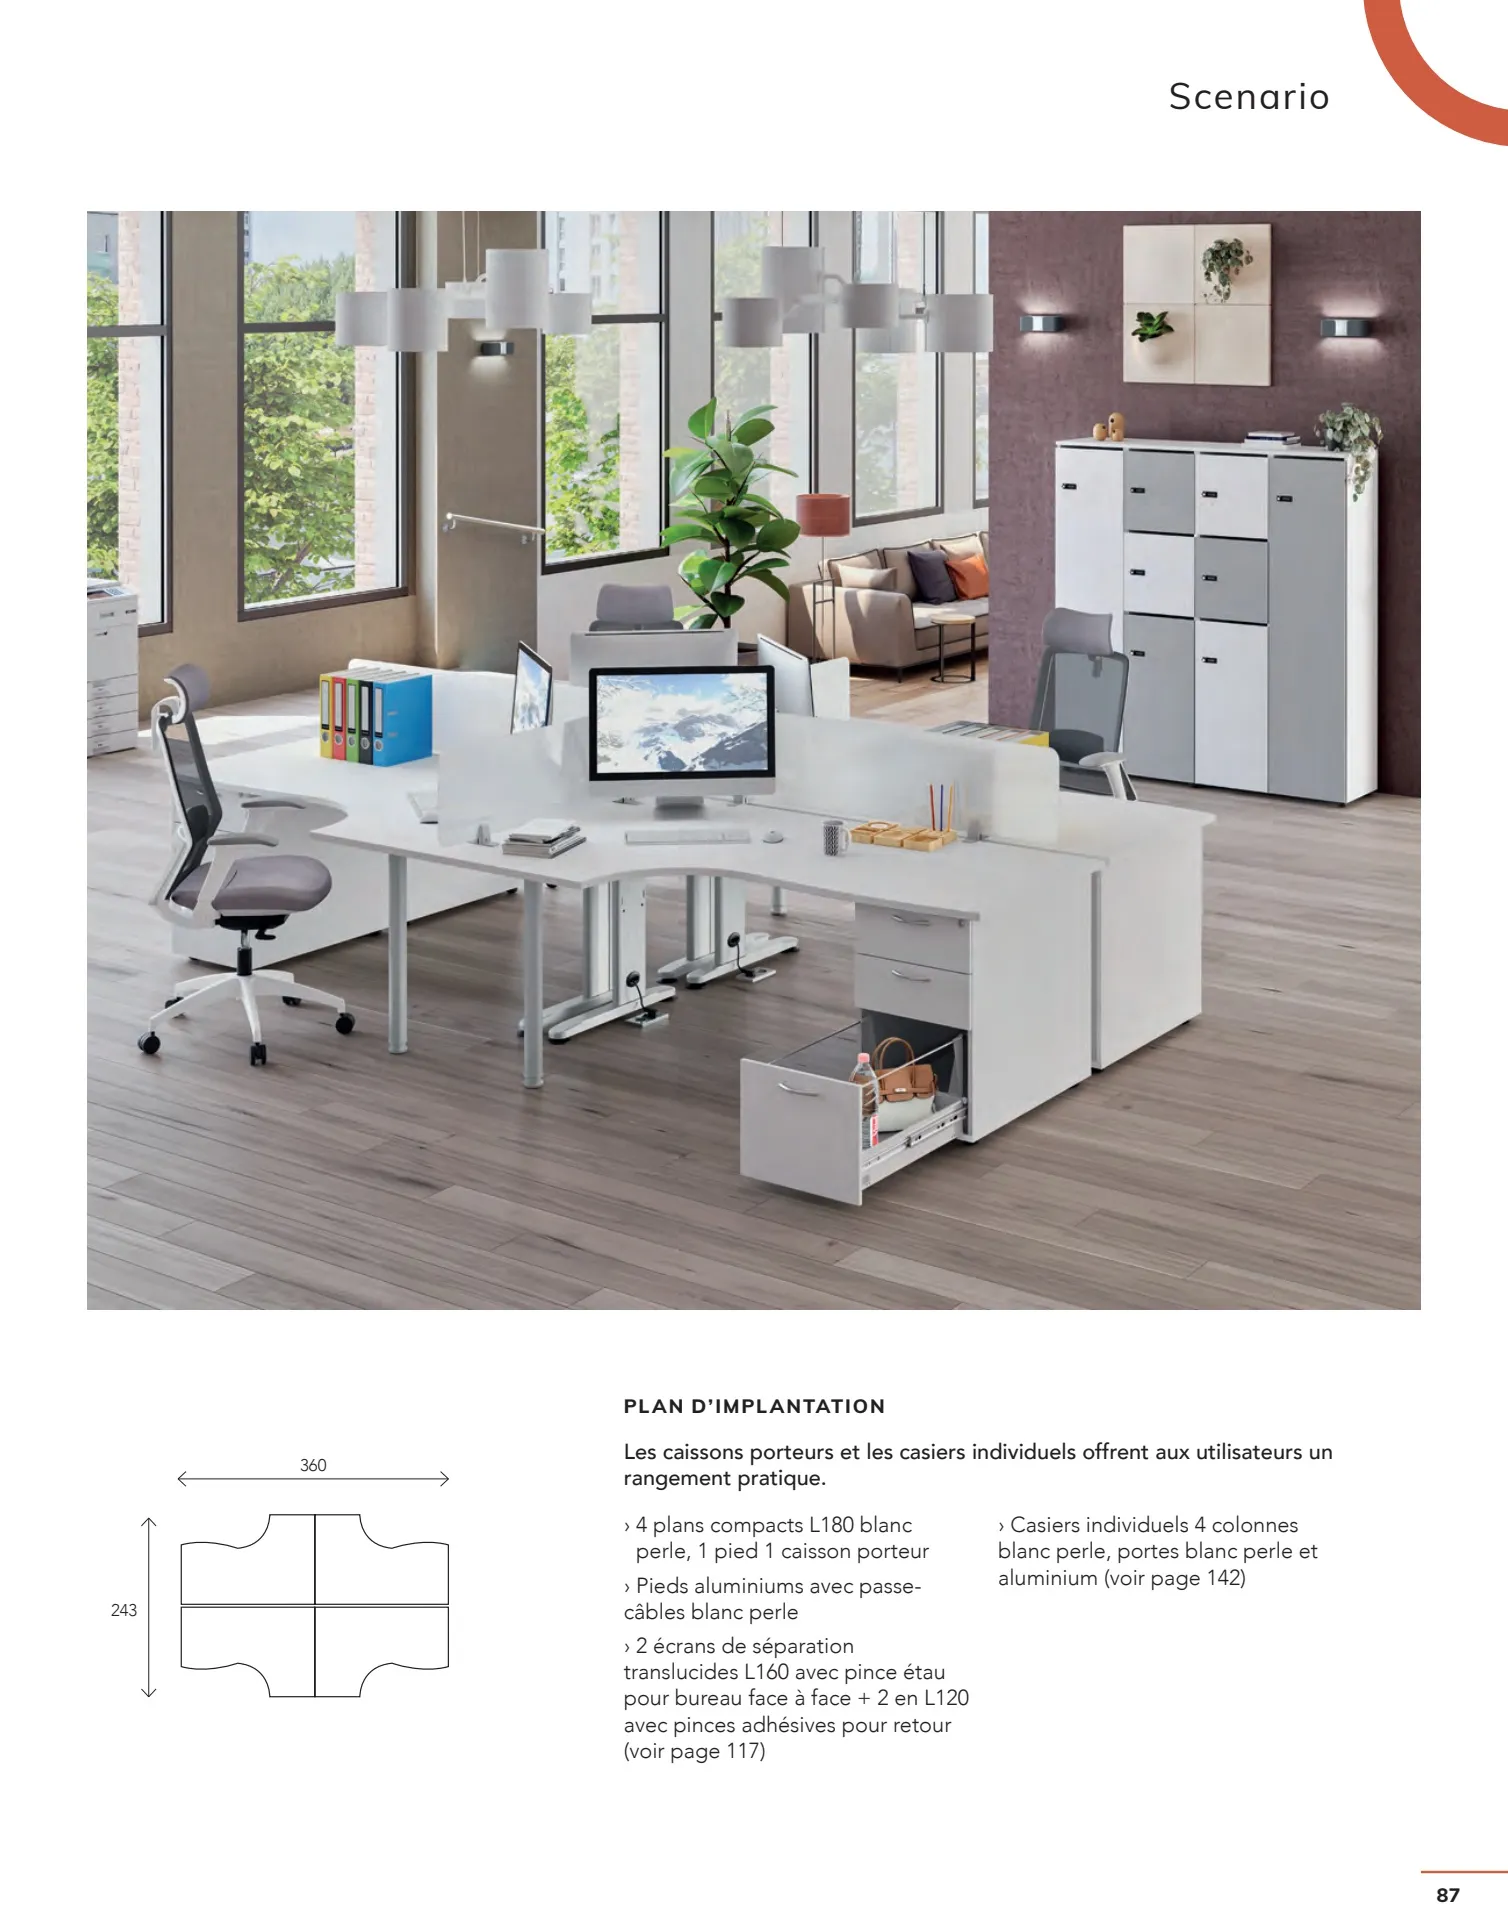 Scenario
PLAN D'IMPLANTATION
Les caissons porteurs et les casiers individuels offrent aux utilisateurs un
rangement pratique.
› 4 plans compacts L180 blanc
perle, 1 pied 1 caisson porteur
› Pieds aluminiums avec passe-
câbles blanc perle
› 2 écrans de séparation
translucides L160 avec pince étau
pour bureau face à face + 2 en L120
avec pinces adhésives pour retour
(voir page 117)
› Casiers individuels 4 colonnes
blanc perle, portes blanc perle et
aluminium (voir page 142)
360
243
87